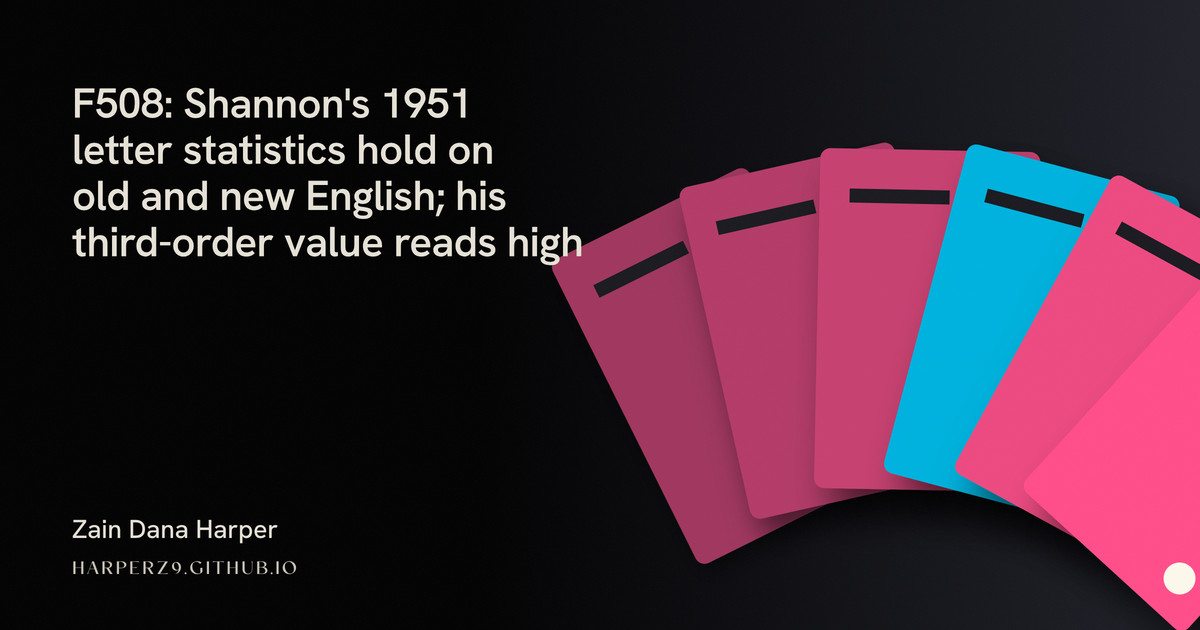 F508: Shannon's 1951
letter statistics hold on
old and new English; his
third-order value reads high
Zain Dana Harper
HARPERZ9.GITHUB.IO